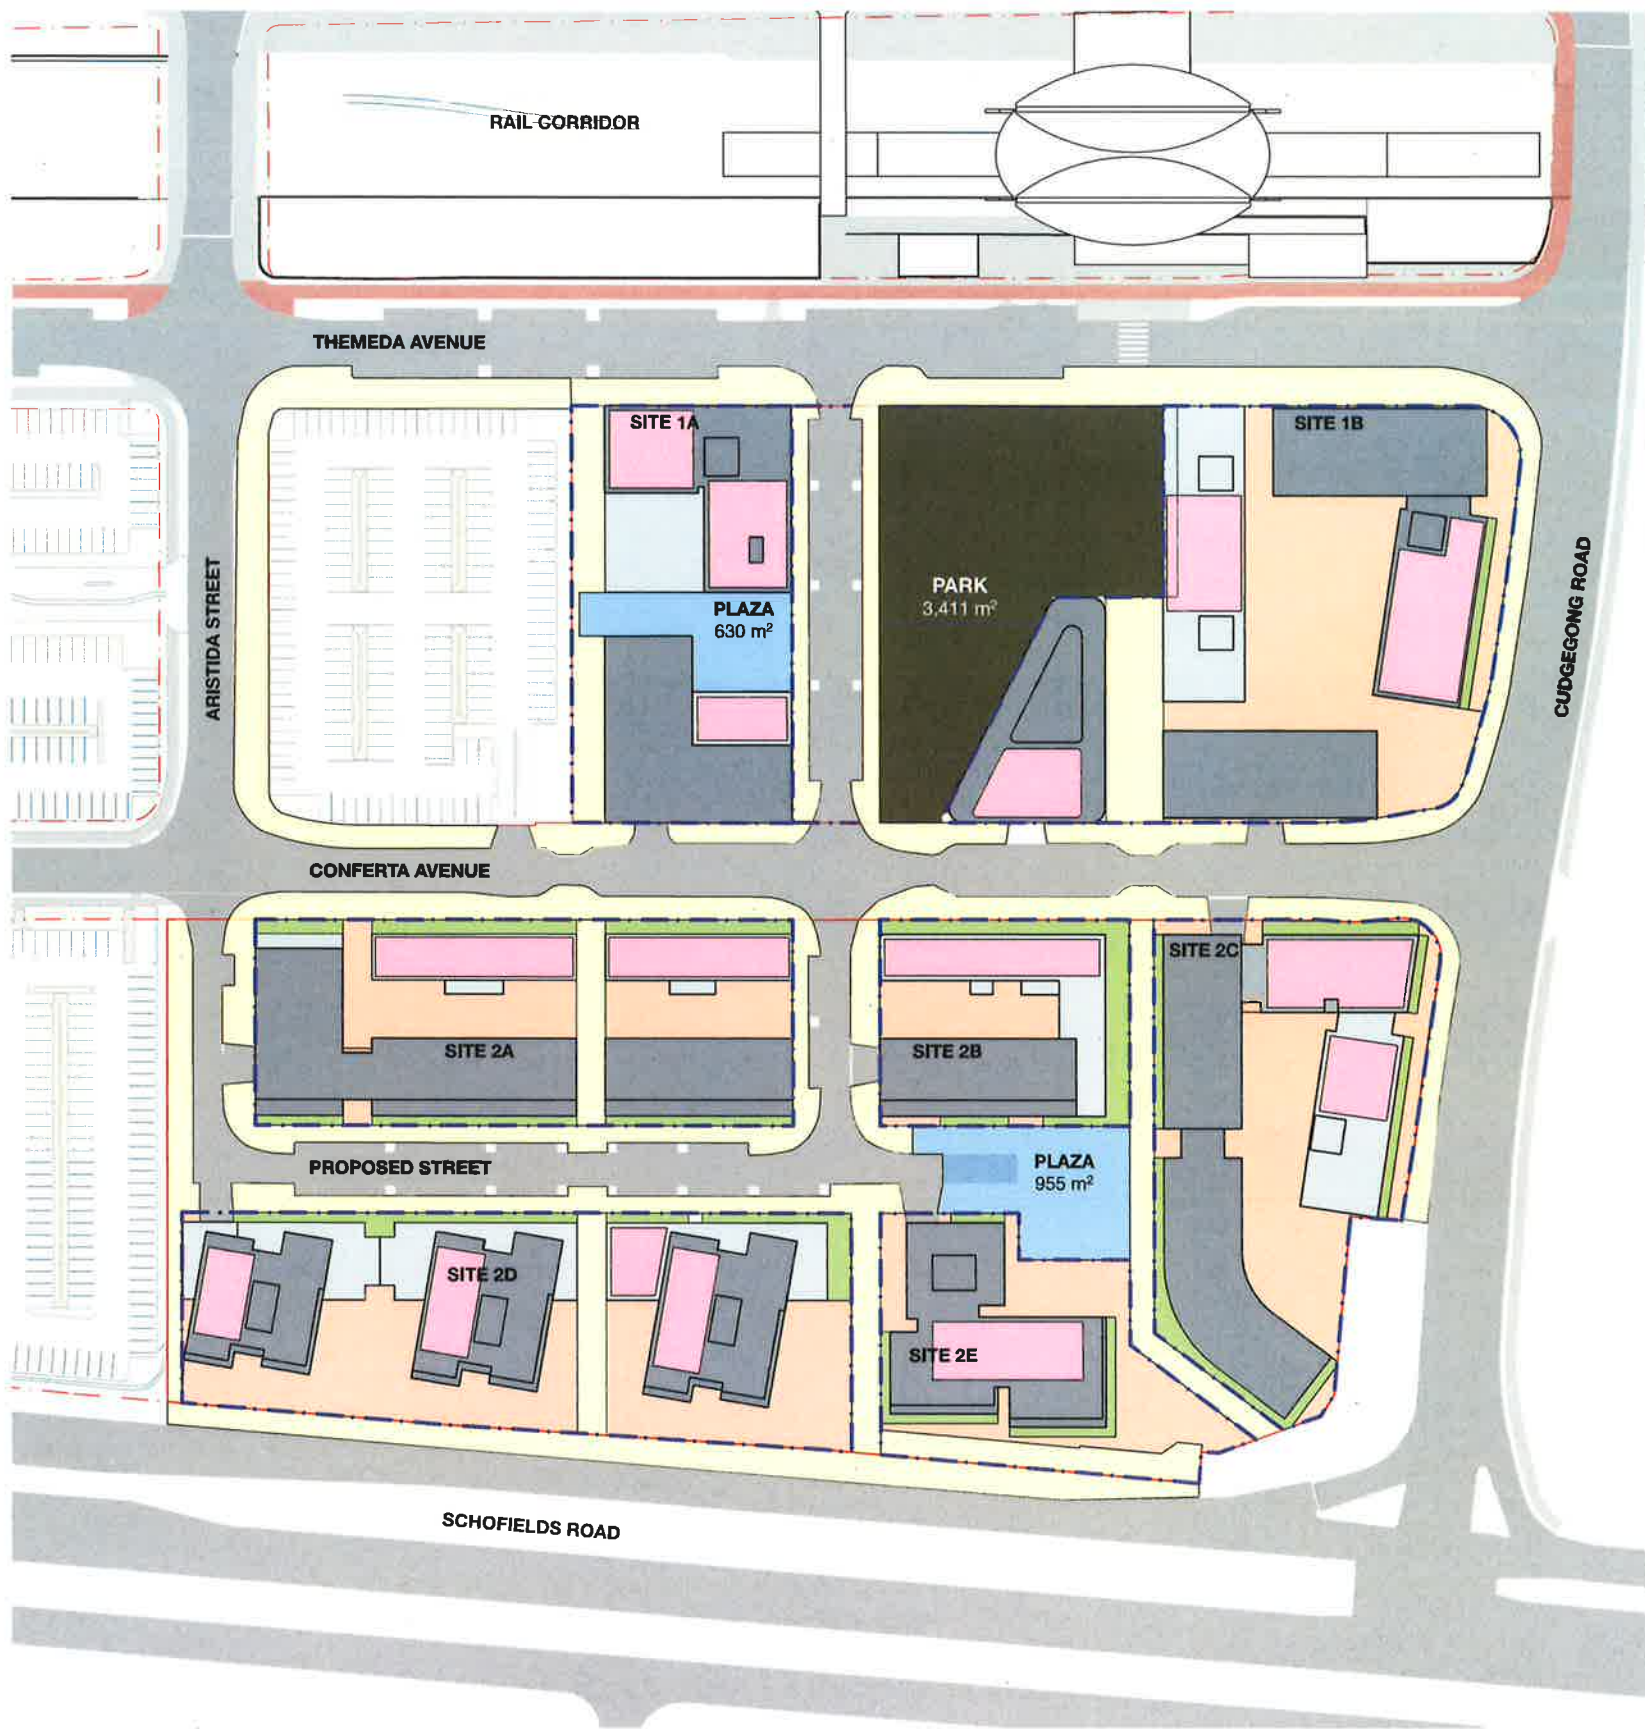 RAIL CORRIDOR
THEMEDA AVENUE
SITE 1A
SITE 1B
ARISTIDA STREET
CUDGEGONG ROAD
PARK
3,411 m²
PLAZA
630 m²
CONFERTA AVENUE
SITE 2C
SITE 2A
SITE 2B
PROPOSED STREET
PLAZA
955 m²
SITE 2D
SITE 2E
SCHOFIELDS ROAD